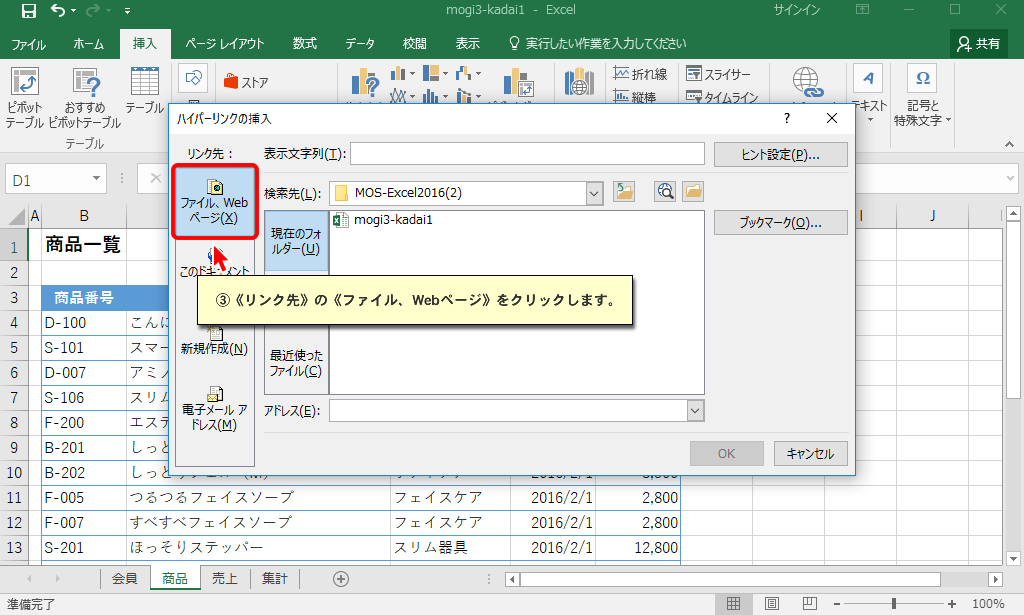 mogi3-kadai1 - Excel
サインイン
ファイル
ホーム
挿入
ページ レイアウト
数式
データ
校閲
表示
実行したい作業を入力してください
共有
ピボット
テーブル
おすすめ
ピボットテーブル
テーブル
ストア
折れ線
縦棒
スライサー
タイムライン
テキスト
記号と
特殊文字
テーブル
ハイパーリンクの挿入
?
リンク先：
表示文字列(T):
ヒント設定(P)...
ファイル、Web
ページ(X)
検索先(L):
MOS-Excel2016(2)
現在のフォ
ルダー(U)
mogi3-kadai1
ブックマーク(O)...
このドキュメント
③《リンク先》の《ファイル、Webページ》をクリックします。
新規作成(N)
最近使った
ファイル(C)
電子メール ア
ドレス(M)
アドレス(E):
OK
キャンセル
D1
A
B
I
J
1
商品一覧
2
3
商品番号
4
D-100
こんに
5
S-101
スマー
6
D-007
アミノ
7
S-106
スリム
8
F-200
エステ
9
B-201
しっと
10
B-202
11
F-005
つるつるフェイスソープ
フェイスケア
2016/2/1
2,800
12
F-007
すべすべフェイスソープ
フェイスケア
2016/2/1
2,800
13
S-201
ほっそりステッパー
スリム器具
2016/2/1
12,800
会員
商品
売上
集計
準備完了
100%